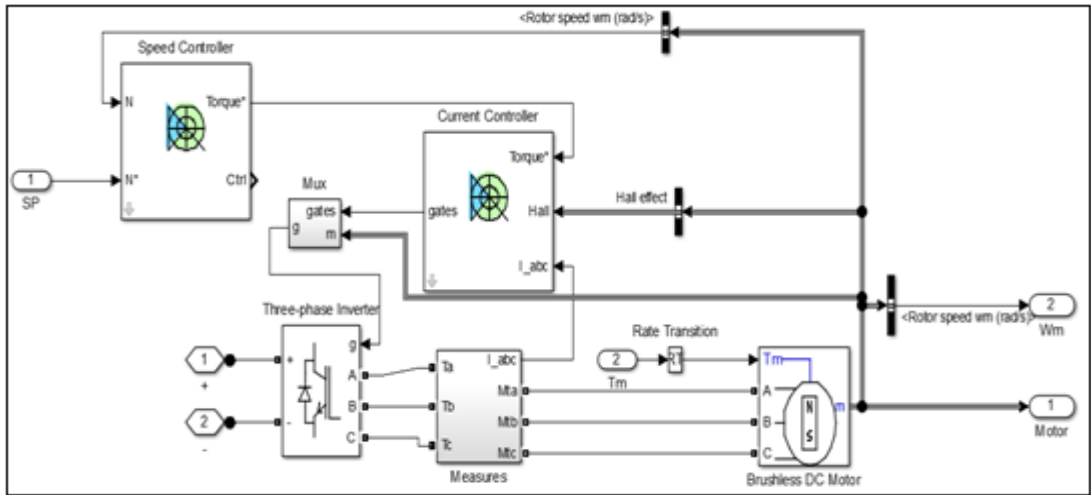 <Rotor speed wm (rad/s)>
Speed Controller
N
Torque*
N*
Ctrl
1
SP
Current Controller
Torque*
gates
Hall
I_abc
Hall effect
Mux
gates
g
m
<Rotor speed wm (rad/s)>
2
Wm
Three-phase Inverter
g
+
A
B
-
C
1
+
2
-
I_abc
Ta
Mta
Tb
Mtb
Tc
Mtc
Measures
Rate Transition
2
Tm
RT
Tm
A
B
C
N
S
m
Brushless DC Motor
1
Motor